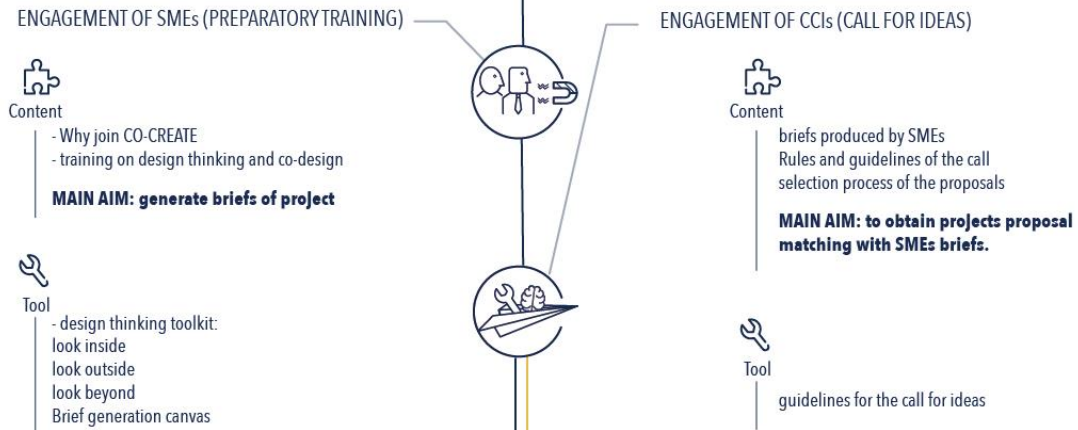 ENGAGEMENT OF SMEs (PREPARATORY TRAINING)
Content
- Why join CO-CREATE
- training on design thinking and co-design
MAIN AIM: generate briefs of project
Tool
- design thinking toolkit:
look inside
look outside
look beyond
Brief generation canvas
ENGAGEMENT OF CCIs (CALL FOR IDEAS)
Content
briefs produced by SMEs
Rules and guidelines of the call
selection process of the proposals
MAIN AIM: to obtain projects proposal
matching with SMEs briefs.
Tool
guidelines for the call for ideas